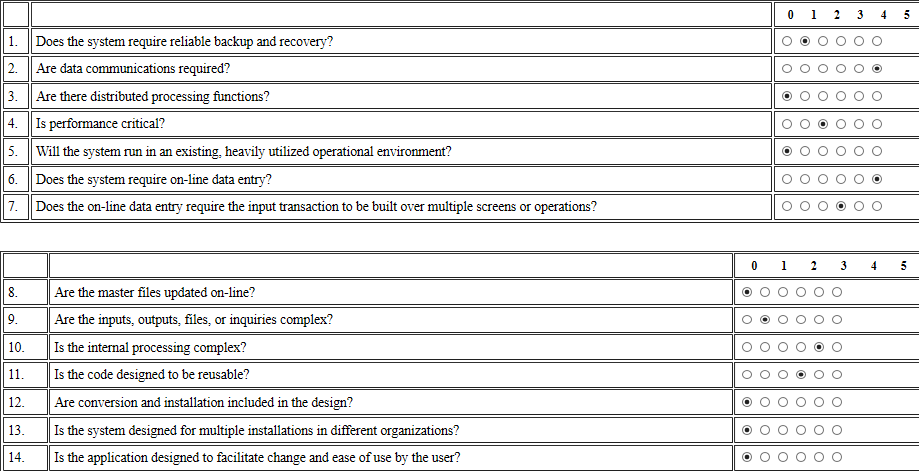 0 1 2 3 4 5
1. Does the system require reliable backup and recovery?
2. Are data communications required?
3. Are there distributed processing functions?
4. Is performance critical?
5. Will the system run in an existing, heavily utilized operational environment?
6. Does the system require on-line data entry?
7. Does the on-line data entry require the input transaction to be built over multiple screens or operations?
0 1 2 3 4 5
8. Are the master files updated on-line?
9. Are the inputs, outputs, files, or inquiries complex?
10. Is the internal processing complex?
11. Is the code designed to be reusable?
12. Are conversion and installation included in the design?
13. Is the system designed for multiple installations in different organizations?
14. Is the application designed to facilitate change and ease of use by the user?